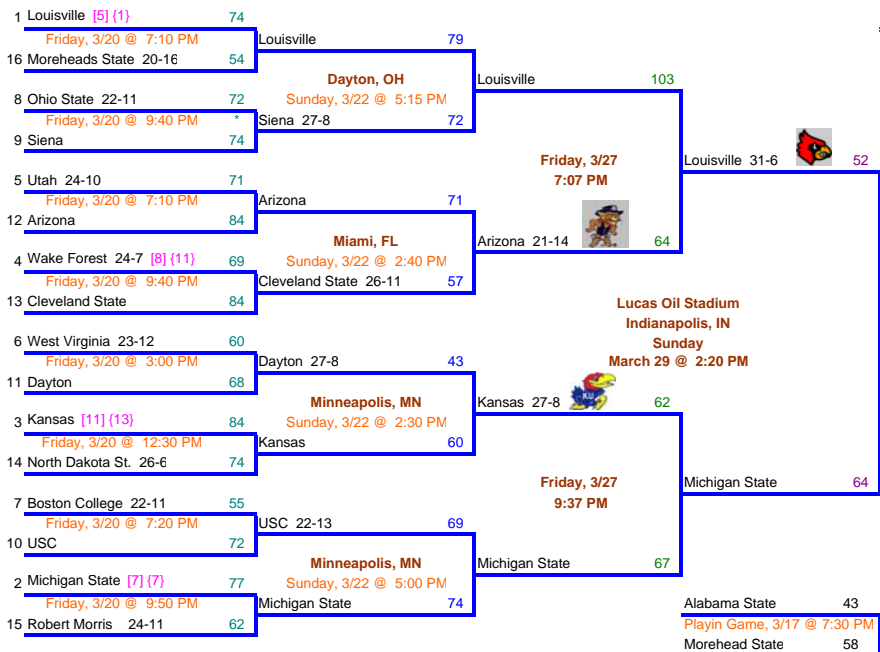 1 Louisville [5] {1} 74
Friday, 3/20 @ 7:10 PM
16 Moreheads State 20-16 54
8 Ohio State 22-11 72
Friday, 3/20 @ 9:40 PM *
9 Siena 74
5 Utah 24-10 71
Friday, 3/20 @ 7:10 PM
12 Arizona 84
4 Wake Forest 24-7 [8] {11} 69
Friday, 3/20 @ 9:40 PM
13 Cleveland State 84
6 West Virginia 23-12 60
Friday, 3/20 @ 3:00 PM
11 Dayton 68
3 Kansas [11] {13} 84
Friday, 3/20 @ 12:30 PM
14 North Dakota St. 26-6 74
7 Boston College 22-11 55
Friday, 3/20 @ 7:20 PM
10 USC 72
2 Michigan State [7] {7} 77
Friday, 3/20 @ 9:50 PM
15 Robert Morris 24-11 62
Louisville 79
Dayton, OH
Sunday, 3/22 @ 5:15 PM
Siena 27-8 72
Arizona 71
Miami, FL
Sunday, 3/22 @ 2:40 PM
Cleveland State 26-11 57
Dayton 27-8 43
Minneapolis, MN
Sunday, 3/22 @ 2:30 PM
Kansas 60
USC 22-13 69
Minneapolis, MN
Sunday, 3/22 @ 5:00 PM
Michigan State 74
Louisville 103
Friday, 3/27
7:07 PM
Arizona 21-14 64
Kansas 27-8 KU 62
Friday, 3/27
9:37 PM
Michigan State 67
Louisville 31-6 52
Lucas Oil Stadium
Indianapolis, IN
Sunday
March 29 @ 2:20 PM
Michigan State 64
Alabama State 43
Playin Game, 3/17 @ 7:30 PM
Morehead State 58
*